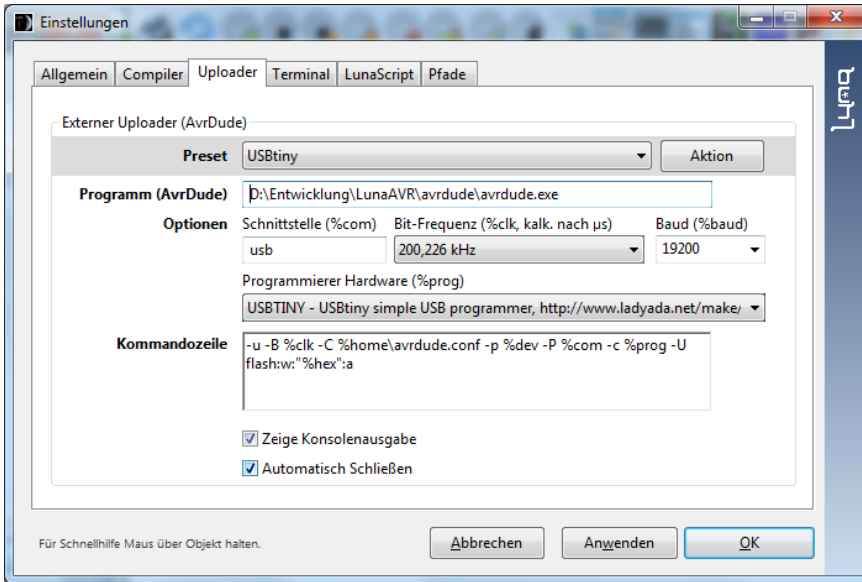 Einstellungen
Allgemein Compiler Uploader Terminal LunaScript Pfade
Externer Uploader (AvrDude)
Preset USBtiny Aktion
Programm (AvrDude) D:\Entwicklung\LunaAVR\avrdude\avrdude.exe
Optionen Schnittstelle (%com) Bit-Frequenz (%clk, kalk. nach µs) Baud (%baud)
usb 200,226 kHz 19200
Programmierer Hardware (%prog)
USBTINY - USBtiny simple USB programmer, http://www.ladyada.net/make/
Kommandozeile -u -B %clk -C %home\avrdude.conf -p %dev -P %com -c %prog -U
flash:w:"%hex":a
Zeige Konsolenausgabe
Automatisch Schließen
Für Schnellhilfe Maus über Objekt halten. Abbrechen Anwenden OK